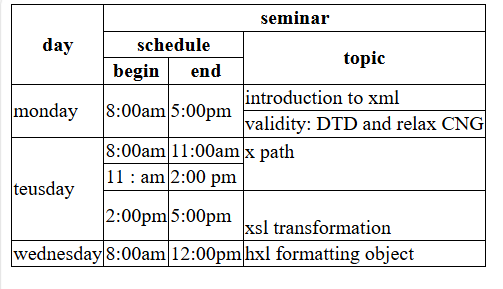 day seminar
schedule topic
begin end
monday 8:00am 5:00pm introduction to xml
validity: DTD and relax CNG
teusday 8:00am 11:00am x path
11 : am 2:00 pm
2:00pm 5:00pm xsl transformation
wednesday 8:00am 12:00pm hxl formatting object